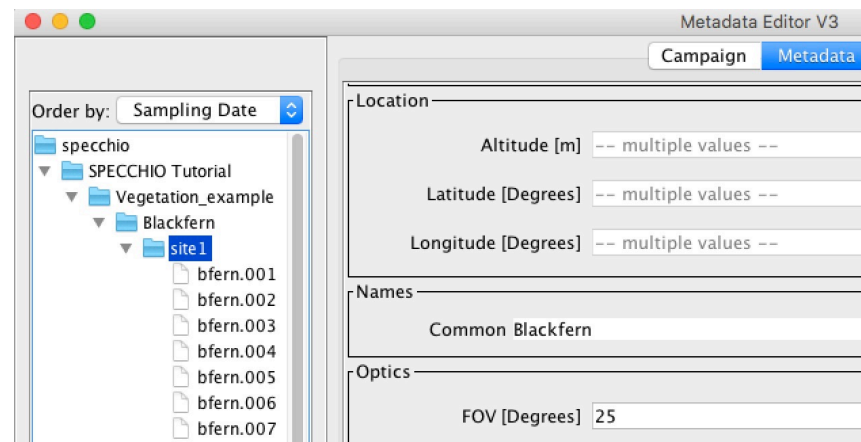 Metadata Editor V3
Campaign Metadata
Order by: Sampling Date
specchio
SPECCHIO Tutorial
Vegetation_example
Blackfern
site1
bfern.001
bfern.002
bfern.003
bfern.004
bfern.005
bfern.006
bfern.007
Location
Altitude [m] -- multiple values --
Latitude [Degrees] -- multiple values --
Longitude [Degrees] -- multiple values --
Names
Common Blackfern
Optics
FOV [Degrees] 25